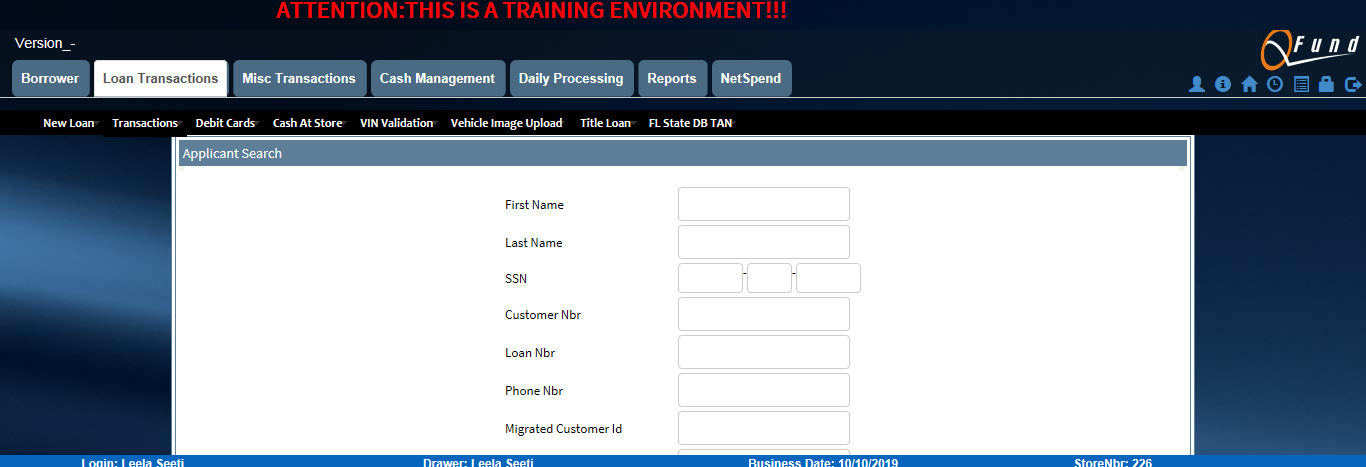 ATTENTION:THIS IS A TRAINING ENVIRONMENT!!!
Version_-
QFund
Borrower Loan Transactions Misc Transactions Cash Management Daily Processing Reports NetSpend
New Loan Transactions Debit Cards Cash At Store VIN Validation Vehicle Image Upload Title Loan FL State DB TAN
Applicant Search
First Name
Last Name
SSN - -
Customer Nbr
Loan Nbr
Phone Nbr
Migrated Customer Id
Login: Leela Seeti Drawer: Leela Seeti Business Date: 10/10/2019 StoreNbr: 226